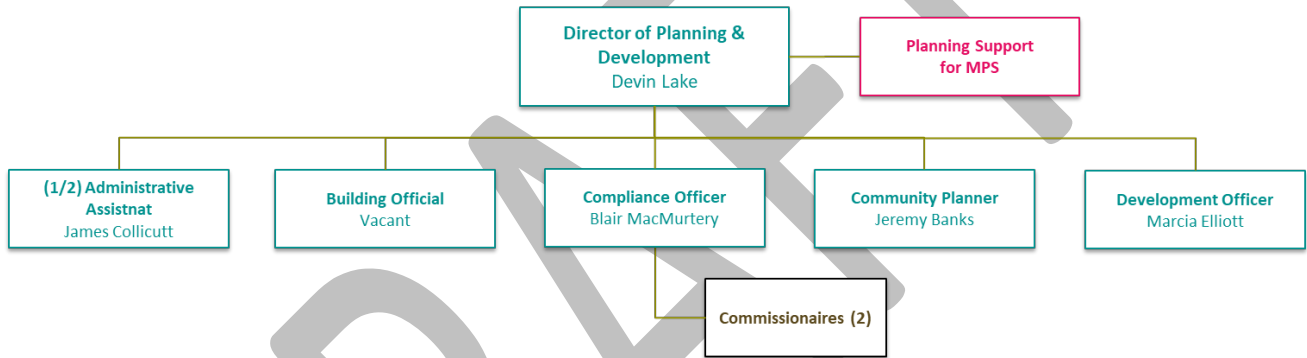 Director of Planning &
Development
Devin Lake
Planning Support
for MPS
(1/2) Administrative
Assistnat
James Collicutt
Building Official
Vacant
Compliance Officer
Blair MacMurtery
Community Planner
Jeremy Banks
Development Officer
Marcia Elliott
Commissionaires (2)
DRAFT